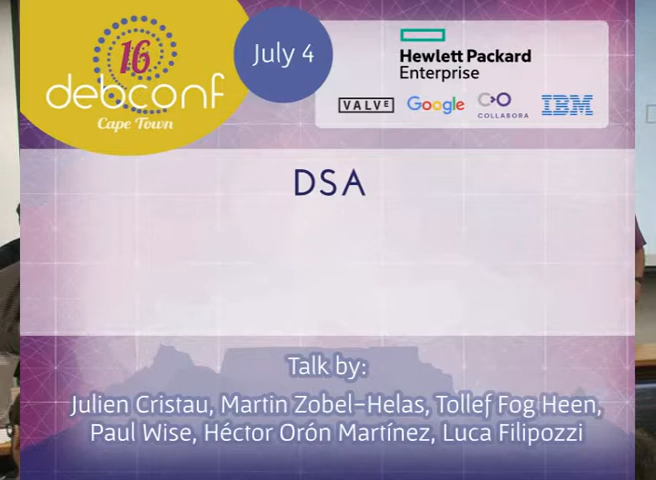 16
debconf
Cape Town
July 4
Hewlett Packard
Enterprise
VALVE Google COLLABORA IBM
DSA
Talk by:
Julien Cristau, Martin Zobel-Helas, Tollef Fog Heen,
Paul Wise, Héctor Orón Martínez, Luca Filipozzi